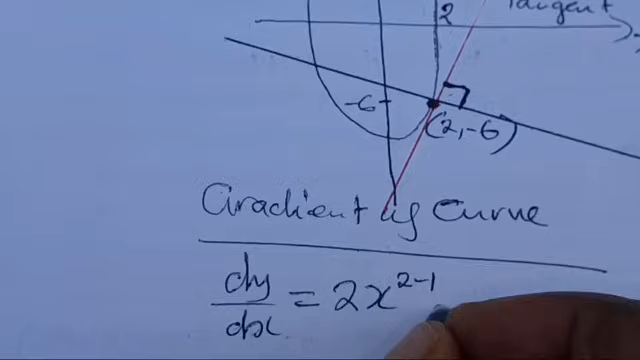 Tangent
2
-6
(2,-6)
Gradient of Curve
dy/dx = 2x^{2-1}